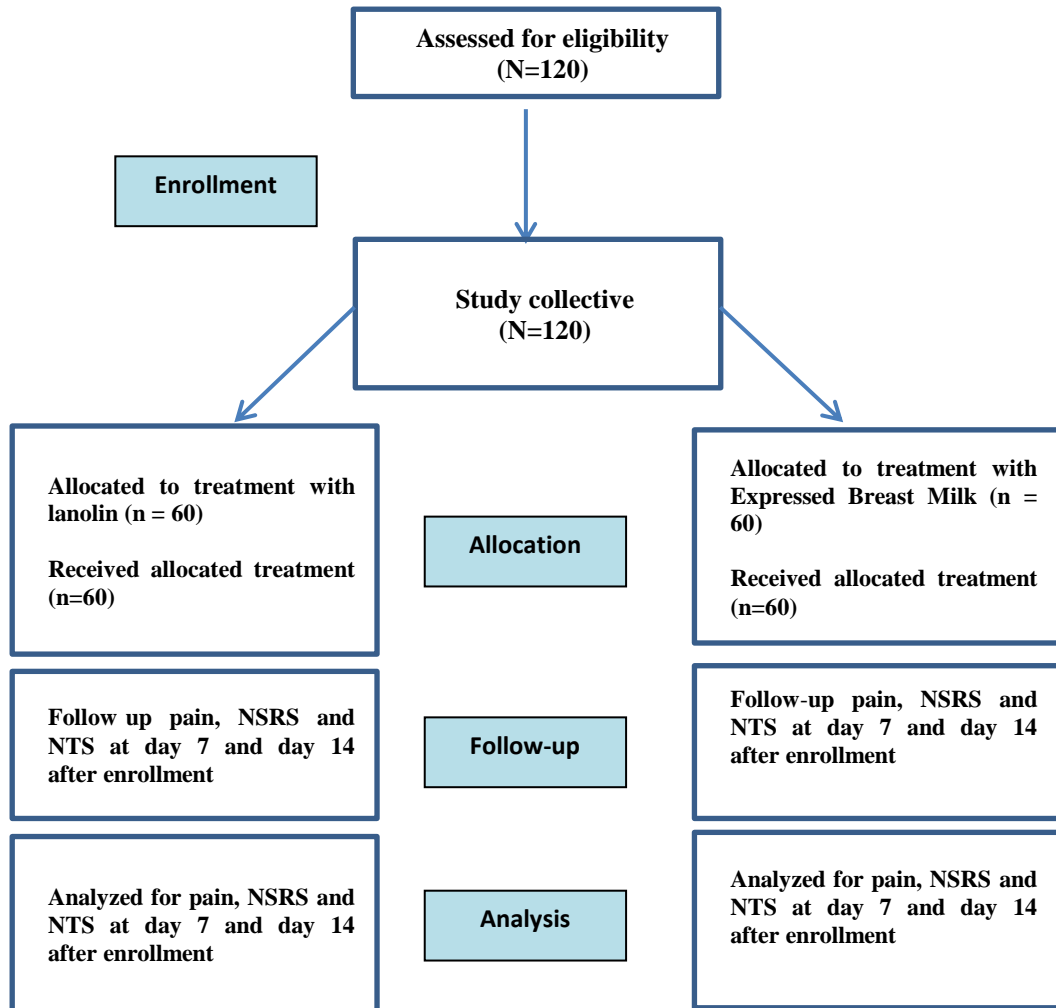 Assessed for eligibility
(N=120)
Enrollment
Study collective
(N=120)
Allocated to treatment with
lanolin (n = 60)
Received allocated treatment
(n=60)
Allocation
Allocated to treatment with
Expressed Breast Milk (n =
60)
Received allocated treatment
(n=60)
Follow up pain, NSRS and
NTS at day 7 and day 14
after enrollment
Follow-up
Follow-up pain, NSRS and
NTS at day 7 and day 14
after enrollment
Analyzed for pain, NSRS and
NTS at day 7 and day 14
after enrollment
Analysis
Analyzed for pain, NSRS and
NTS at day 7 and day 14
after enrollment